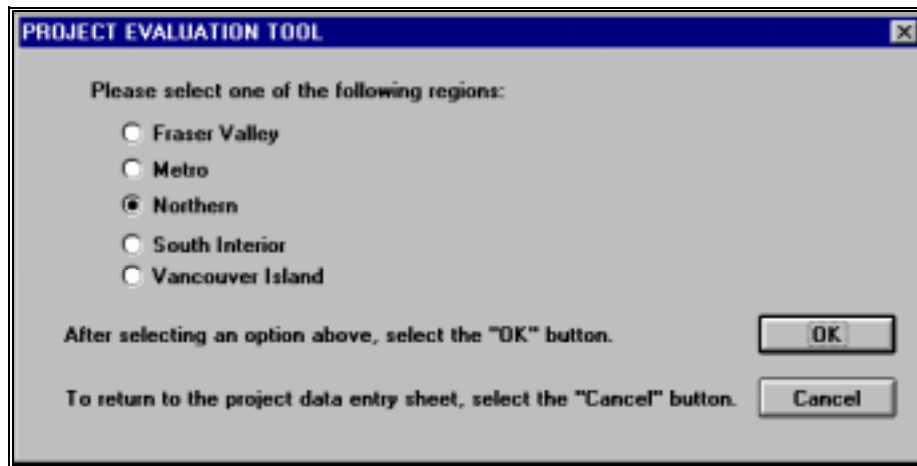 PROJECT EVALUATION TOOL
Please select one of the following regions:
Fraser Valley
Metro
Northern
South Interior
Vancouver Island
After selecting an option above, select the "OK" button.
OK
To return to the project data entry sheet, select the "Cancel" button.
Cancel